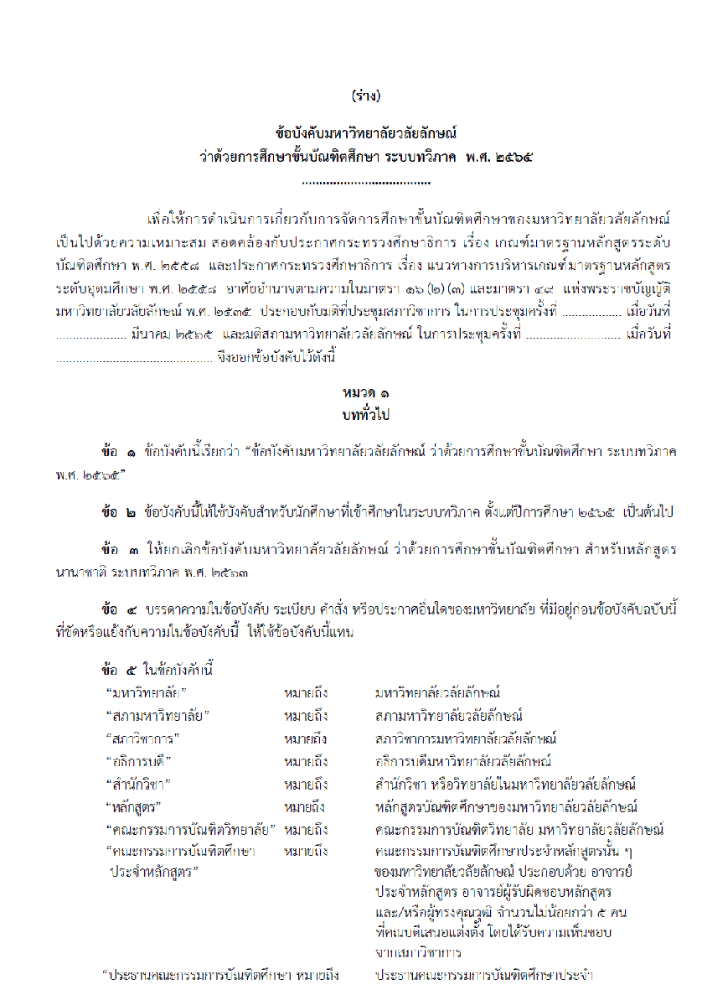 (ร่าง)
ข้อบังคับมหาวิทยาลัยวลัยลักษณ์
ว่าด้วยการศึกษาขั้นบัณฑิตศึกษา ระบบทวิภาค พ.ศ. ๒๕๖๕
.....................................
เพื่อให้การดำเนินการเกี่ยวกับการจัดการศึกษาขั้นบัณฑิตศึกษาของมหาวิทยาลัยวลัยลักษณ์
เป็นไปด้วยความเหมาะสม สอดคล้องกับประกาศกระทรวงศึกษาธิการ เรื่อง เกณฑ์มาตรฐานหลักสูตรระดับ
บัณฑิตศึกษา พ.ศ. ๒๕๕๘ และประกาศกระทรวงศึกษาธิการ เรื่อง แนวทางการบริหารเกณฑ์มาตรฐานหลักสูตร
ระดับอุดมศึกษา พ.ศ. ๒๕๕๘ อาศัยอำนาจตามความในมาตรา ๑๖ (๒) (๓) และมาตรา ๔๙ แห่งพระราชบัญญัติ
มหาวิทยาลัยวลัยลักษณ์ พ.ศ. ๒๕๓๕ ประกอบกับมติที่ประชุมสภาวิชาการ ในการประชุมครั้งที่ .................. เมื่อวันที่
..................... มีนาคม ๒๕๖๕ และมติสภามหาวิทยาลัยวลัยลักษณ์ ในการประชุมครั้งที่ ............................ เมื่อวันที่
............................................... จึงออกข้อบังคับไว้ดังนี้
หมวด ๑
บททั่วไป
ข้อ ๑ ข้อบังคับนี้เรียกว่า “ข้อบังคับมหาวิทยาลัยวลัยลักษณ์ ว่าด้วยการศึกษาขั้นบัณฑิตศึกษา ระบบทวิภาค
พ.ศ. ๒๕๖๕”
ข้อ ๒ ข้อบังคับนี้ให้ใช้บังคับสำหรับนักศึกษาที่เข้าศึกษาในระบบทวิภาค ตั้งแต่ปีการศึกษา ๒๕๖๕ เป็นต้นไป
ข้อ ๓ ให้ยกเลิกข้อบังคับมหาวิทยาลัยวลัยลักษณ์ ว่าด้วยการศึกษาขั้นบัณฑิตศึกษา สำหรับหลักสูตร
นานาชาติ ระบบทวิภาค พ.ศ. ๒๕๖๓
ข้อ ๔ บรรดาความในข้อบังคับ ระเบียบ คำสั่ง หรือประกาศอื่นใดของมหาวิทยาลัย ที่มีอยู่ก่อนข้อบังคับฉบับนี้
ที่ขัดหรือแย้งกับความในข้อบังคับนี้ ให้ใช้ข้อบังคับนี้แทน
ข้อ ๕ ในข้อบังคับนี้
“มหาวิทยาลัย” หมายถึง มหาวิทยาลัยวลัยลักษณ์
“สภามหาวิทยาลัย” หมายถึง สภามหาวิทยาลัยวลัยลักษณ์
“สภาวิชาการ” หมายถึง สภาวิชาการมหาวิทยาลัยวลัยลักษณ์
“อธิการบดี” หมายถึง อธิการบดีมหาวิทยาลัยวลัยลักษณ์
“สำนักวิชา” หมายถึง สำนักวิชา หรือวิทยาลัยในมหาวิทยาลัยวลัยลักษณ์
“หลักสูตร” หมายถึง หลักสูตรบัณฑิตศึกษาของมหาวิทยาลัยวลัยลักษณ์
“คณะกรรมการบัณฑิตวิทยาลัย” หมายถึง คณะกรรมการบัณฑิตวิทยาลัย มหาวิทยาลัยวลัยลักษณ์
“คณะกรรมการบัณฑิตศึกษา หมายถึง คณะกรรมการบัณฑิตศึกษาประจำหลักสูตรนั้น ๆ
ประจำหลักสูตร” ของมหาวิทยาลัยวลัยลักษณ์ ประกอบด้วย อาจารย์
ประจำหลักสูตร อาจารย์ผู้รับผิดชอบหลักสูตร
และ/หรือผู้ทรงคุณวุฒิ จำนวนไม่น้อยกว่า ๕ คน
ที่คณบดีเสนอแต่งตั้ง โดยได้รับความเห็นชอบ
จากสภาวิชาการ
“ประธานคณะกรรมการบัณฑิตศึกษา หมายถึง ประธานคณะกรรมการบัณฑิตศึกษาประจำ